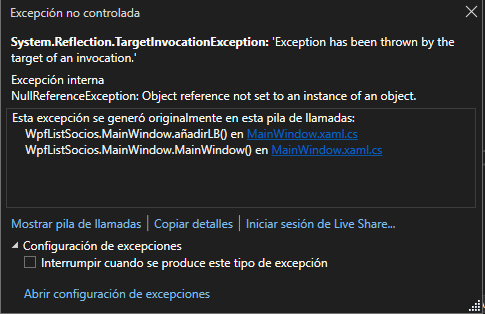 Excepción no controlada
System.Reflection.TargetInvocationException: 'Exception has been thrown by the
target of an invocation.'
Excepción interna
NullReferenceException: Object reference not set to an instance of an object.
Esta excepción se generó originalmente en esta pila de llamadas:
WpfListSocios.MainWindow.añadirLB() en MainWindow.xaml.cs
WpfListSocios.MainWindow.MainWindow() en MainWindow.xaml.cs
Mostrar pila de llamadas | Copiar detalles | Iniciar sesión de Live Share...
Configuración de excepciones
Interrumpir cuando se produce este tipo de excepción
Abrir configuración de excepciones